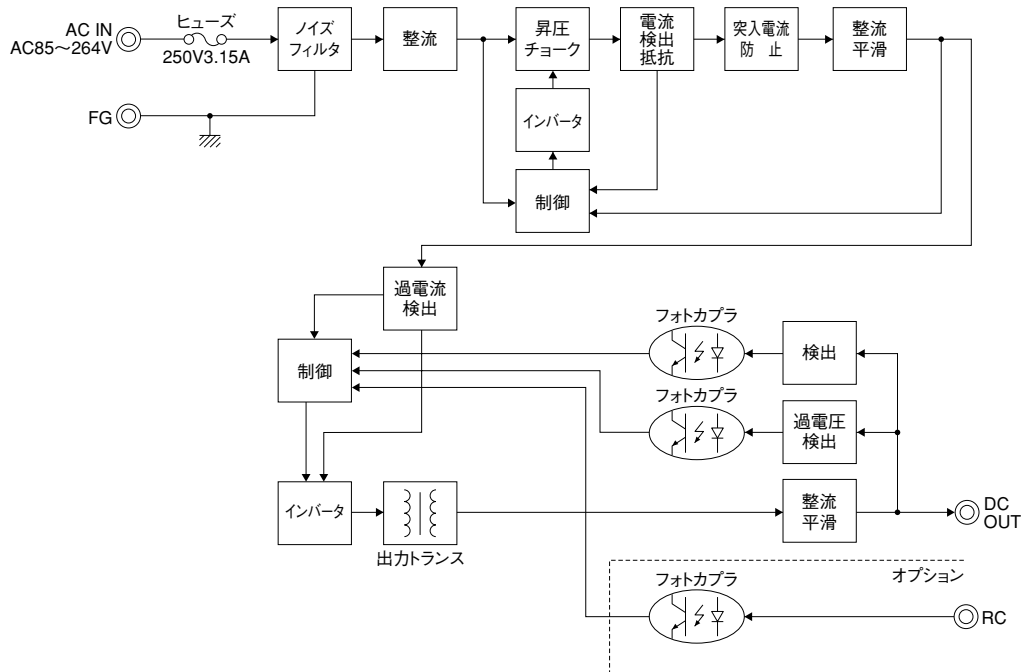 AC IN
AC85～264V
ヒューズ
250V3.15A
ノイズ
フィルタ
整流
昇圧
チョーク
電流
検出
抵抗
突入電流
防 止
整流
平滑
FG
インバータ
制御
過電流
検出
制御
フォトカプラ
検出
フォトカプラ
過電圧
検出
インバータ
出力トランス
整流
平滑
DC
OUT
オプション
フォトカプラ
RC